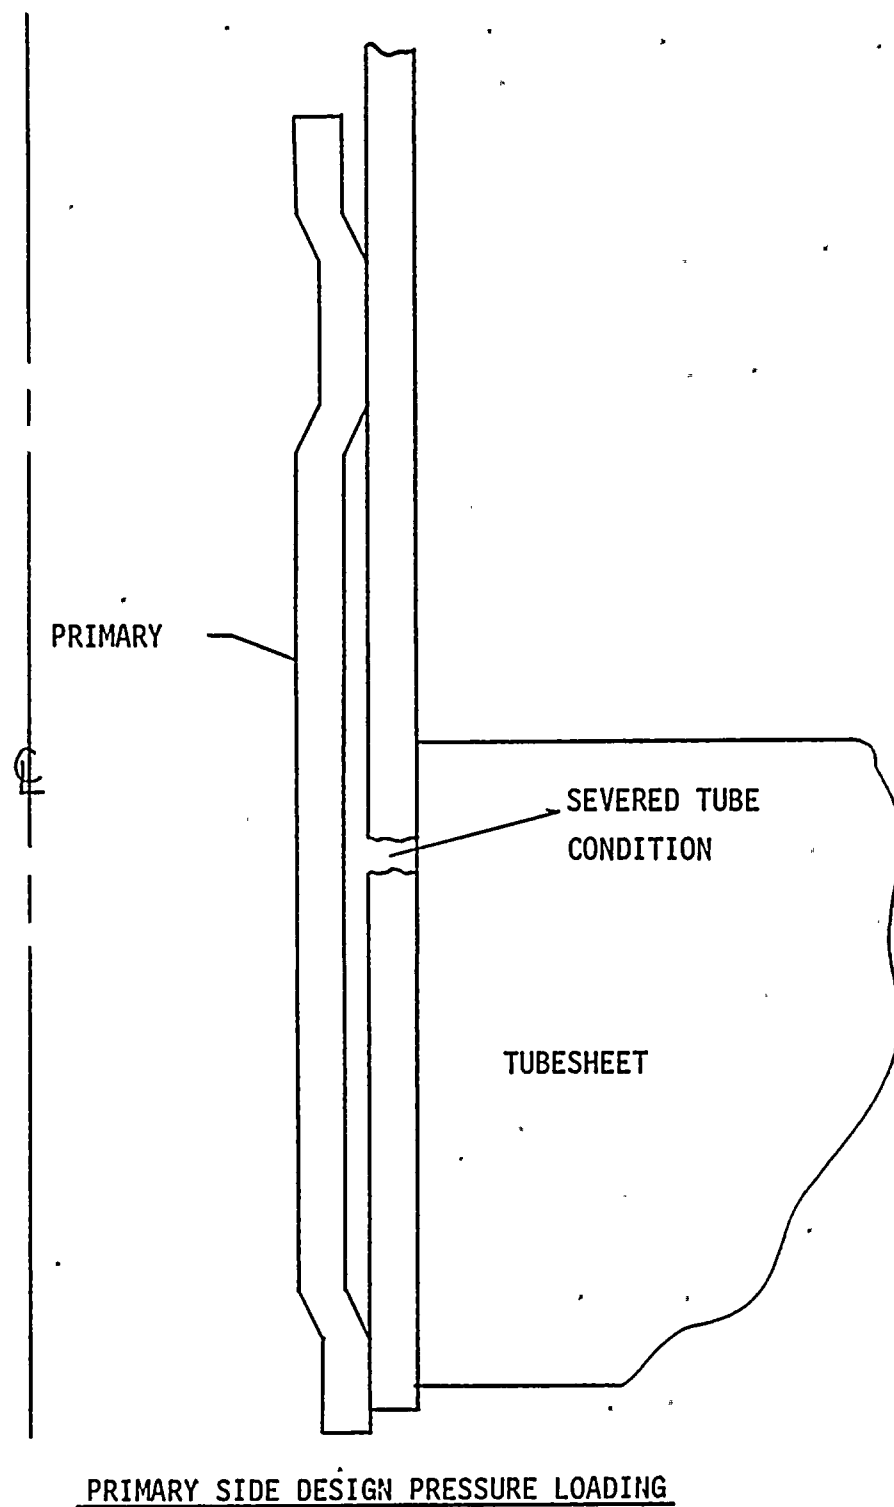 PRIMARY
℄
SEVERED TUBE
CONDITION
TUBESHEET
PRIMARY SIDE DESIGN PRESSURE LOADING